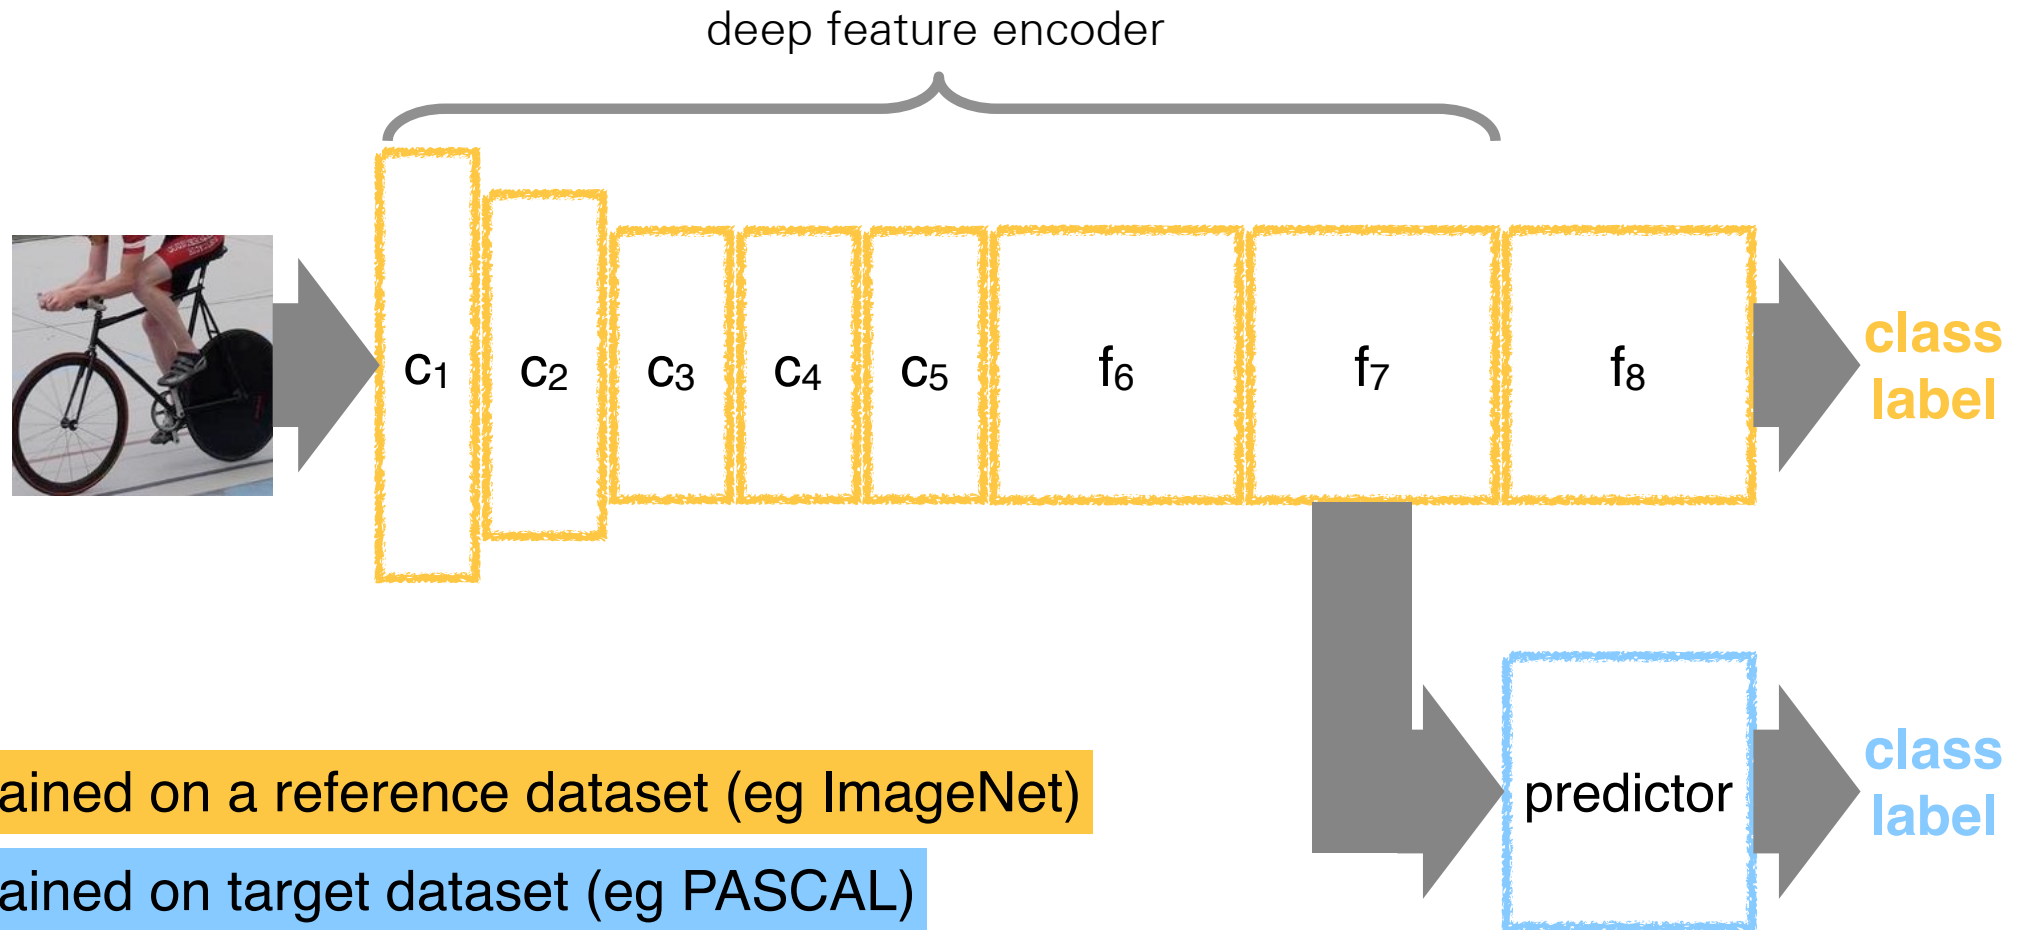 deep feature encoder
c₁ c₂ c₃ c₄ c₅ f₆ f₇ f₈
class
label
ained on a reference dataset (eg ImageNet)
ained on target dataset (eg PASCAL)
predictor
class
label